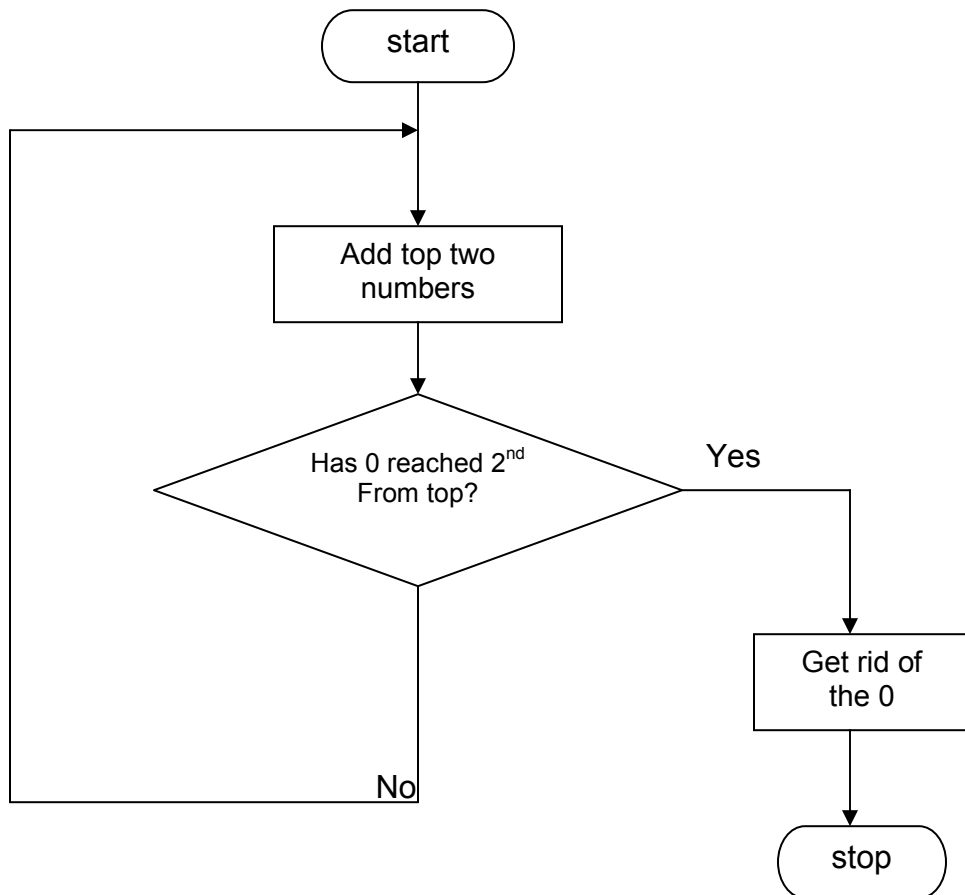 start
Add top two
numbers
Has 0 reached 2nd
From top?
Yes
Get rid of
the 0
No
stop